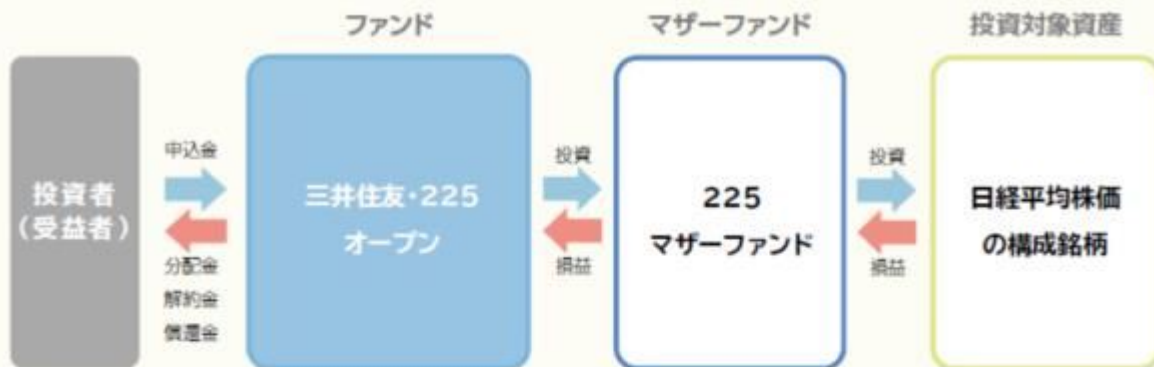 ファンド
マザーファンド
投資対象資産
投資者
(受益者)
申込金
分配金
解約金
償還金
三井住友・225
オープン
投資
損益
225
マザーファンド
投資
損益
日経平均株価
の構成銘柄